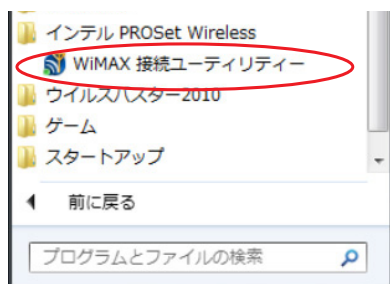 インテル PROSet Wireless
WiMAX 接続ユーティリティー
ウイルスバスター2010
ゲーム
スタートアップ
前に戻る
プログラムとファイルの検索